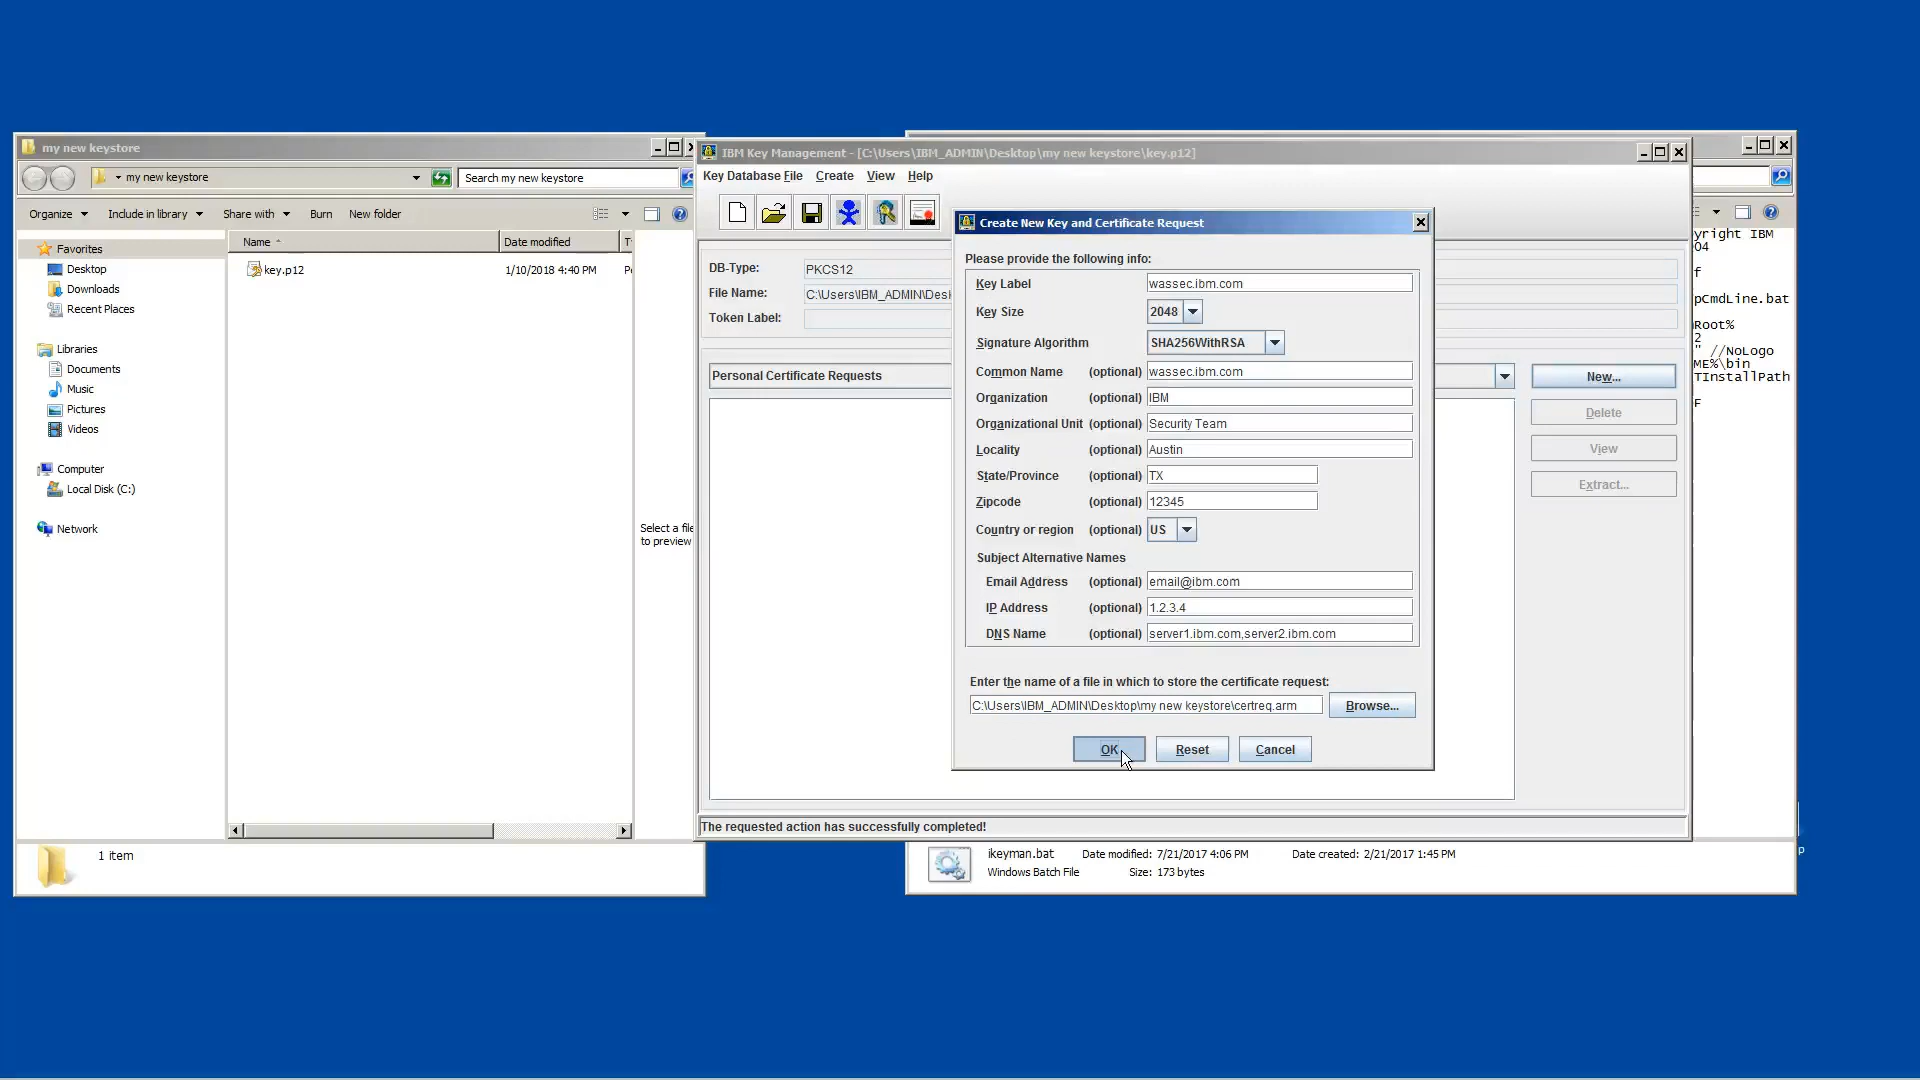 my new keystore
my new keystore
Search my new keystore
Organize
Include in library
Share with
Burn
New folder
Name
Date modified
key.p12
1/10/2018 4:40 PM
Favorites
Desktop
Downloads
Recent Places
Libraries
Documents
Music
Pictures
Videos
Computer
Local Disk (C:)
Network
Select a file
to preview
1 item
IBM Key Management - [C:\Users\IBM_ADMIN\Desktop\my new keystore\key.p12]
Key Database File
Create
View
Help
DB-Type:
PKCS12
File Name:
C:\Users\IBM_ADMIN\Desk
Token Label:
Personal Certificate Requests
New...
Delete
View
Extract...
The requested action has successfully completed!
Create New Key and Certificate Request
Please provide the following info:
Key Label wassec.ibm.com
Key Size 2048
Signature Algorithm SHA256WithRSA
Common Name (optional) wassec.ibm.com
Organization (optional) IBM
Organizational Unit (optional) Security Team
Locality (optional) Austin
State/Province (optional) TX
Zipcode (optional) 12345
Country or region (optional) US
Subject Alternative Names
Email Address (optional) email@ibm.com
IP Address (optional) 1.2.3.4
DNS Name (optional) server1.ibm.com,server2.ibm.com
Enter the name of a file in which to store the certificate request:
C:\Users\IBM_ADMIN\Desktop\my new keystore\certreq.arm
Browse...
OK
Reset
Cancel
yright IBM
04
f
pCmdLine.bat
Root%
2
" //NoLogo
ME%\bin
TInstallPath
F
ikeyman.bat
Date modified: 7/21/2017 4:06 PM
Date created: 2/21/2017 1:45 PM
Windows Batch File
Size: 173 bytes